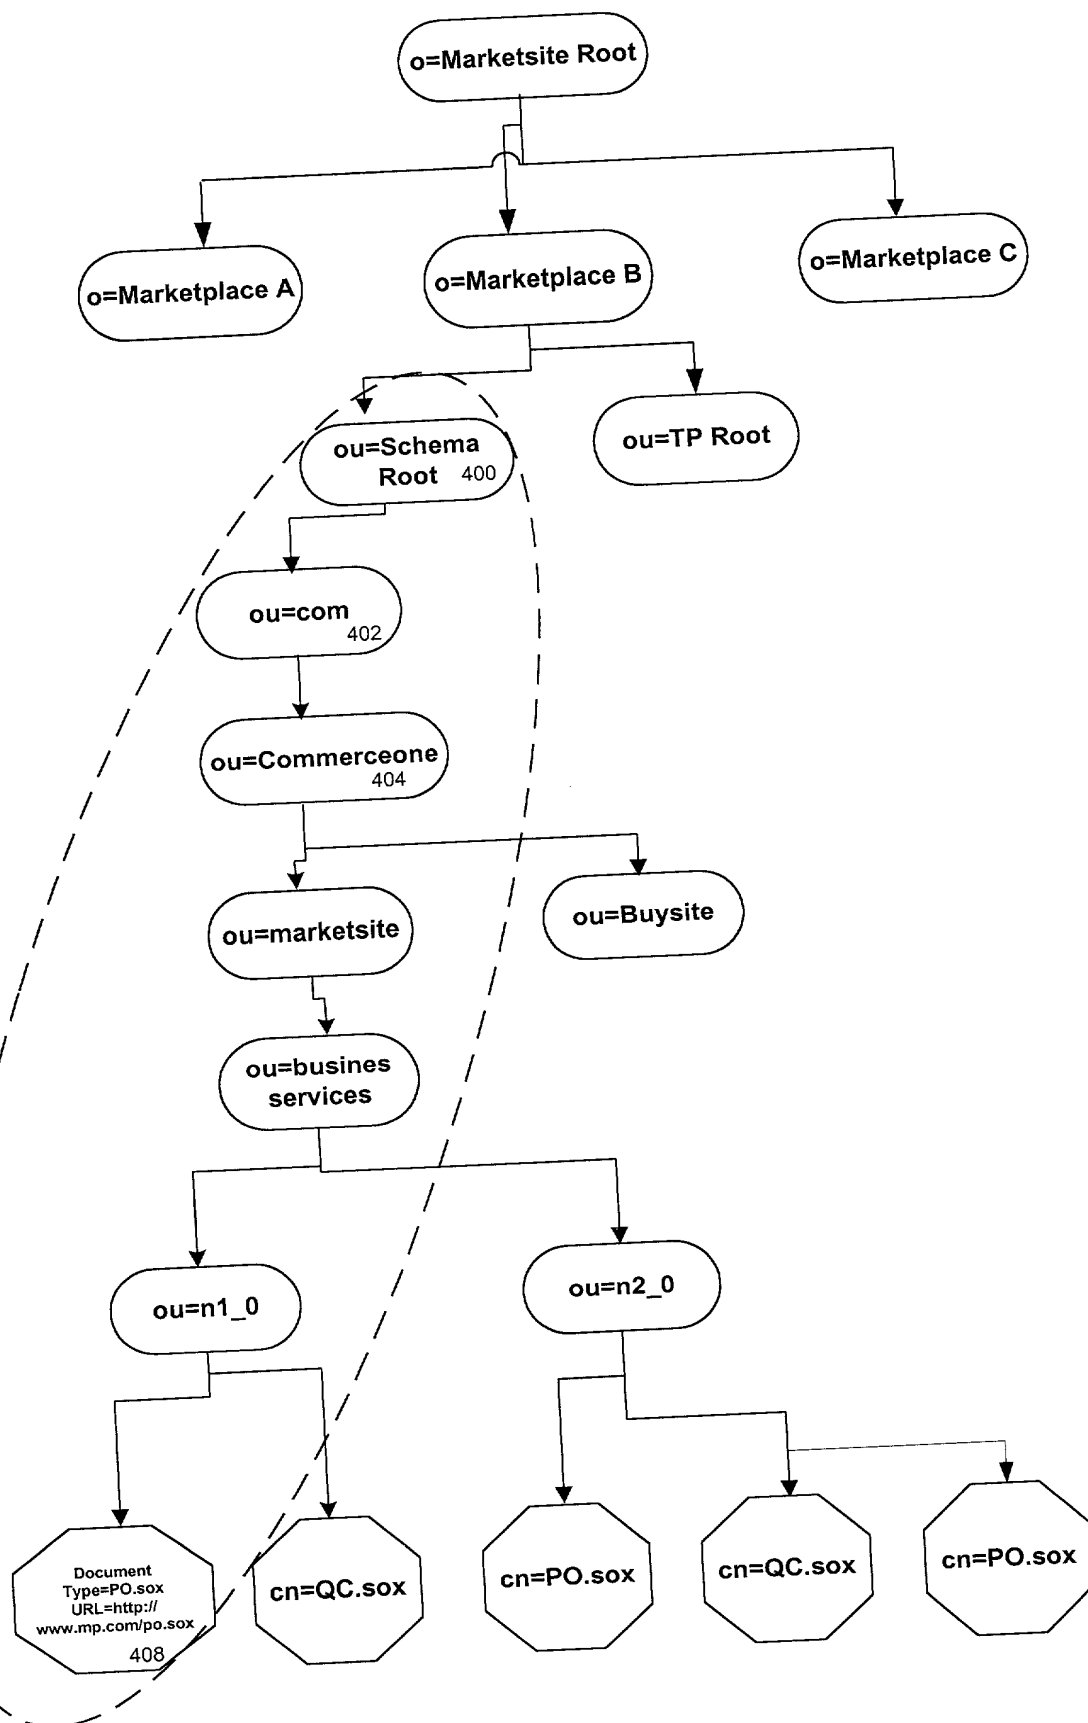 o=Marketsite Root
o=Marketplace A
o=Marketplace B
o=Marketplace C
ou=Schema
Root 400
ou=TP Root
ou=com
402
ou=Commerceone
404
ou=marketsite
ou=Buysite
ou=busines
services
ou=n1_0
ou=n2_0
Document
Type=PO.sox
URL=http://
www.mp.com/po.sox
408
cn=QC.sox
cn=PO.sox
cn=QC.sox
cn=PO.sox